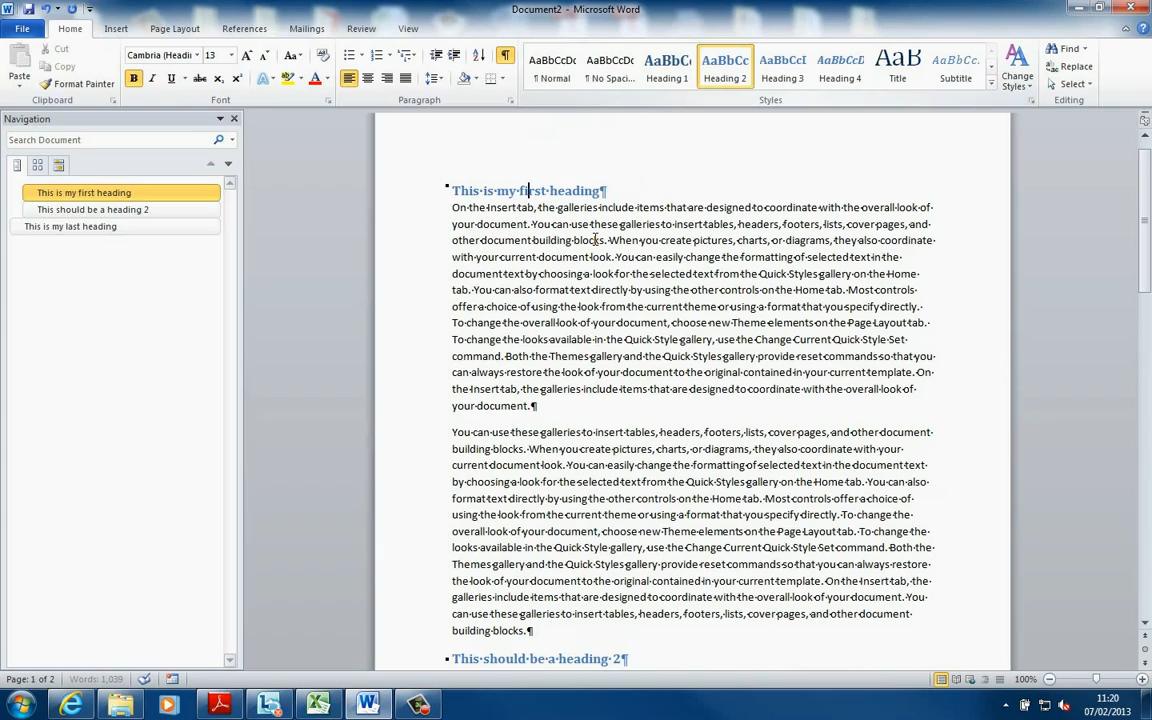 Document2 - Microsoft Word
File Home Insert Page Layout References Mailings Review View
Paste
Cut
Copy
Format Painter
Clipboard
Cambria (Headi 13
Font
Paragraph
AaBbCcDc AaBbCcDc AaBbC AaBbCc AaBbCcI AaBbCcI AaB AaBbCc.
¶ Normal ¶ No Spaci... Heading 1 Heading 2 Heading 3 Heading 4 Title Subtitle
Styles
Change Styles
Find
Replace
Select
Editing
Navigation
Search Document
This is my first heading
This should be a heading 2
This is my last heading
This·is·my·first·heading¶
On·the·Insert·tab,·the·galleries·include·items·that·are·designed·to·coordinate·with·the·overall·look·of·
your·document.·You·can·use·these·galleries·to·insert·tables,·headers,·footers,·lists,·cover·pages,·and·
other·document·building·blocks.·When·you·create·pictures,·charts,·or·diagrams,·they·also·coordinate·
with·your·current·document·look.·You·can·easily·change·the·formatting·of·selected·text·in·the·
document·text·by·choosing·a·look·for·the·selected·text·from·the·Quick·Styles·gallery·on·the·Home·
tab.·You·can·also·format·text·directly·by·using·the·other·controls·on·the·Home·tab.·Most·controls·
offer·a·choice·of·using·the·look·from·the·current·theme·or·using·a·format·that·you·specify·directly.·
To·change·the·overall·look·of·your·document,·choose·new·Theme·elements·on·the·Page·Layout·tab.·
To·change·the·looks·available·in·the·Quick·Style·gallery,·use·the·Change·Current·Quick·Style·Set·
command.·Both·the·Themes·gallery·and·the·Quick·Styles·gallery·provide·reset·commands·so·that·you·
can·always·restore·the·look·of·your·document·to·the·original·contained·in·your·current·template.·On·
the·Insert·tab,·the·galleries·include·items·that·are·designed·to·coordinate·with·the·overall·look·of·
your·document.¶
You·can·use·these·galleries·to·insert·tables,·headers,·footers,·lists,·cover·pages,·and·other·document·
building·blocks.·When·you·create·pictures,·charts,·or·diagrams,·they·also·coordinate·with·your·
current·document·look.·You·can·easily·change·the·formatting·of·selected·text·in·the·document·text·
by·choosing·a·look·for·the·selected·text·from·the·Quick·Styles·gallery·on·the·Home·tab.·You·can·also·
format·text·directly·by·using·the·other·controls·on·the·Home·tab.·Most·controls·offer·a·choice·of·
using·the·look·from·the·current·theme·or·using·a·format·that·you·specify·directly.·To·change·the·
overall·look·of·your·document,·choose·new·Theme·elements·on·the·Page·Layout·tab.·To·change·the·
looks·available·in·the·Quick·Style·gallery,·use·the·Change·Current·Quick·Style·Set·command.·Both·the·
Themes·gallery·and·the·Quick·Styles·gallery·provide·reset·commands·so·that·you·can·always·restore·
the·look·of·your·document·to·the·original·contained·in·your·current·template.·On·the·Insert·tab,·the·
galleries·include·items·that·are·designed·to·coordinate·with·the·overall·look·of·your·document.·You·
can·use·these·galleries·to·insert·tables,·headers,·footers,·lists,·cover·pages,·and·other·document·
building·blocks.¶
This·should·be·a·heading·2¶
Page: 1 of 2 Words: 1,039
100%
11:20
07/02/2013